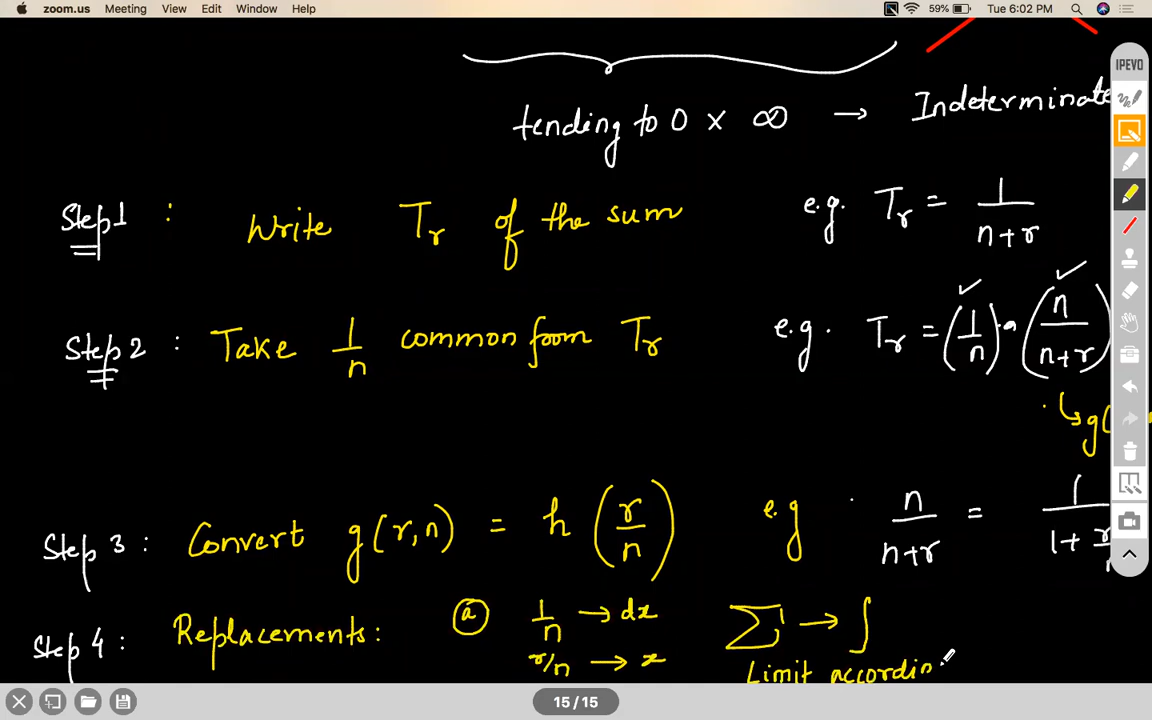 zoom.us Meeting View Edit Window Help 59% Tue 6:02 PM
IPEVO
tending to 0 × ∞ → Indeterminate
Step 1 : Write Tr of the sum e.g. Tr = 1/(n+r)
Step 2 : Take 1/n common from Tr e.g. Tr = (1/n) . (n/(n+r))
↳ g(
Step 3 : Convert g(r,n) = h(r/n) e.g n/(n+r) = 1/(1+r/n
Step 4 : Replacements: (a) 1/n → dx ∑ → ∫
r/n → x Limit accordin
15 / 15